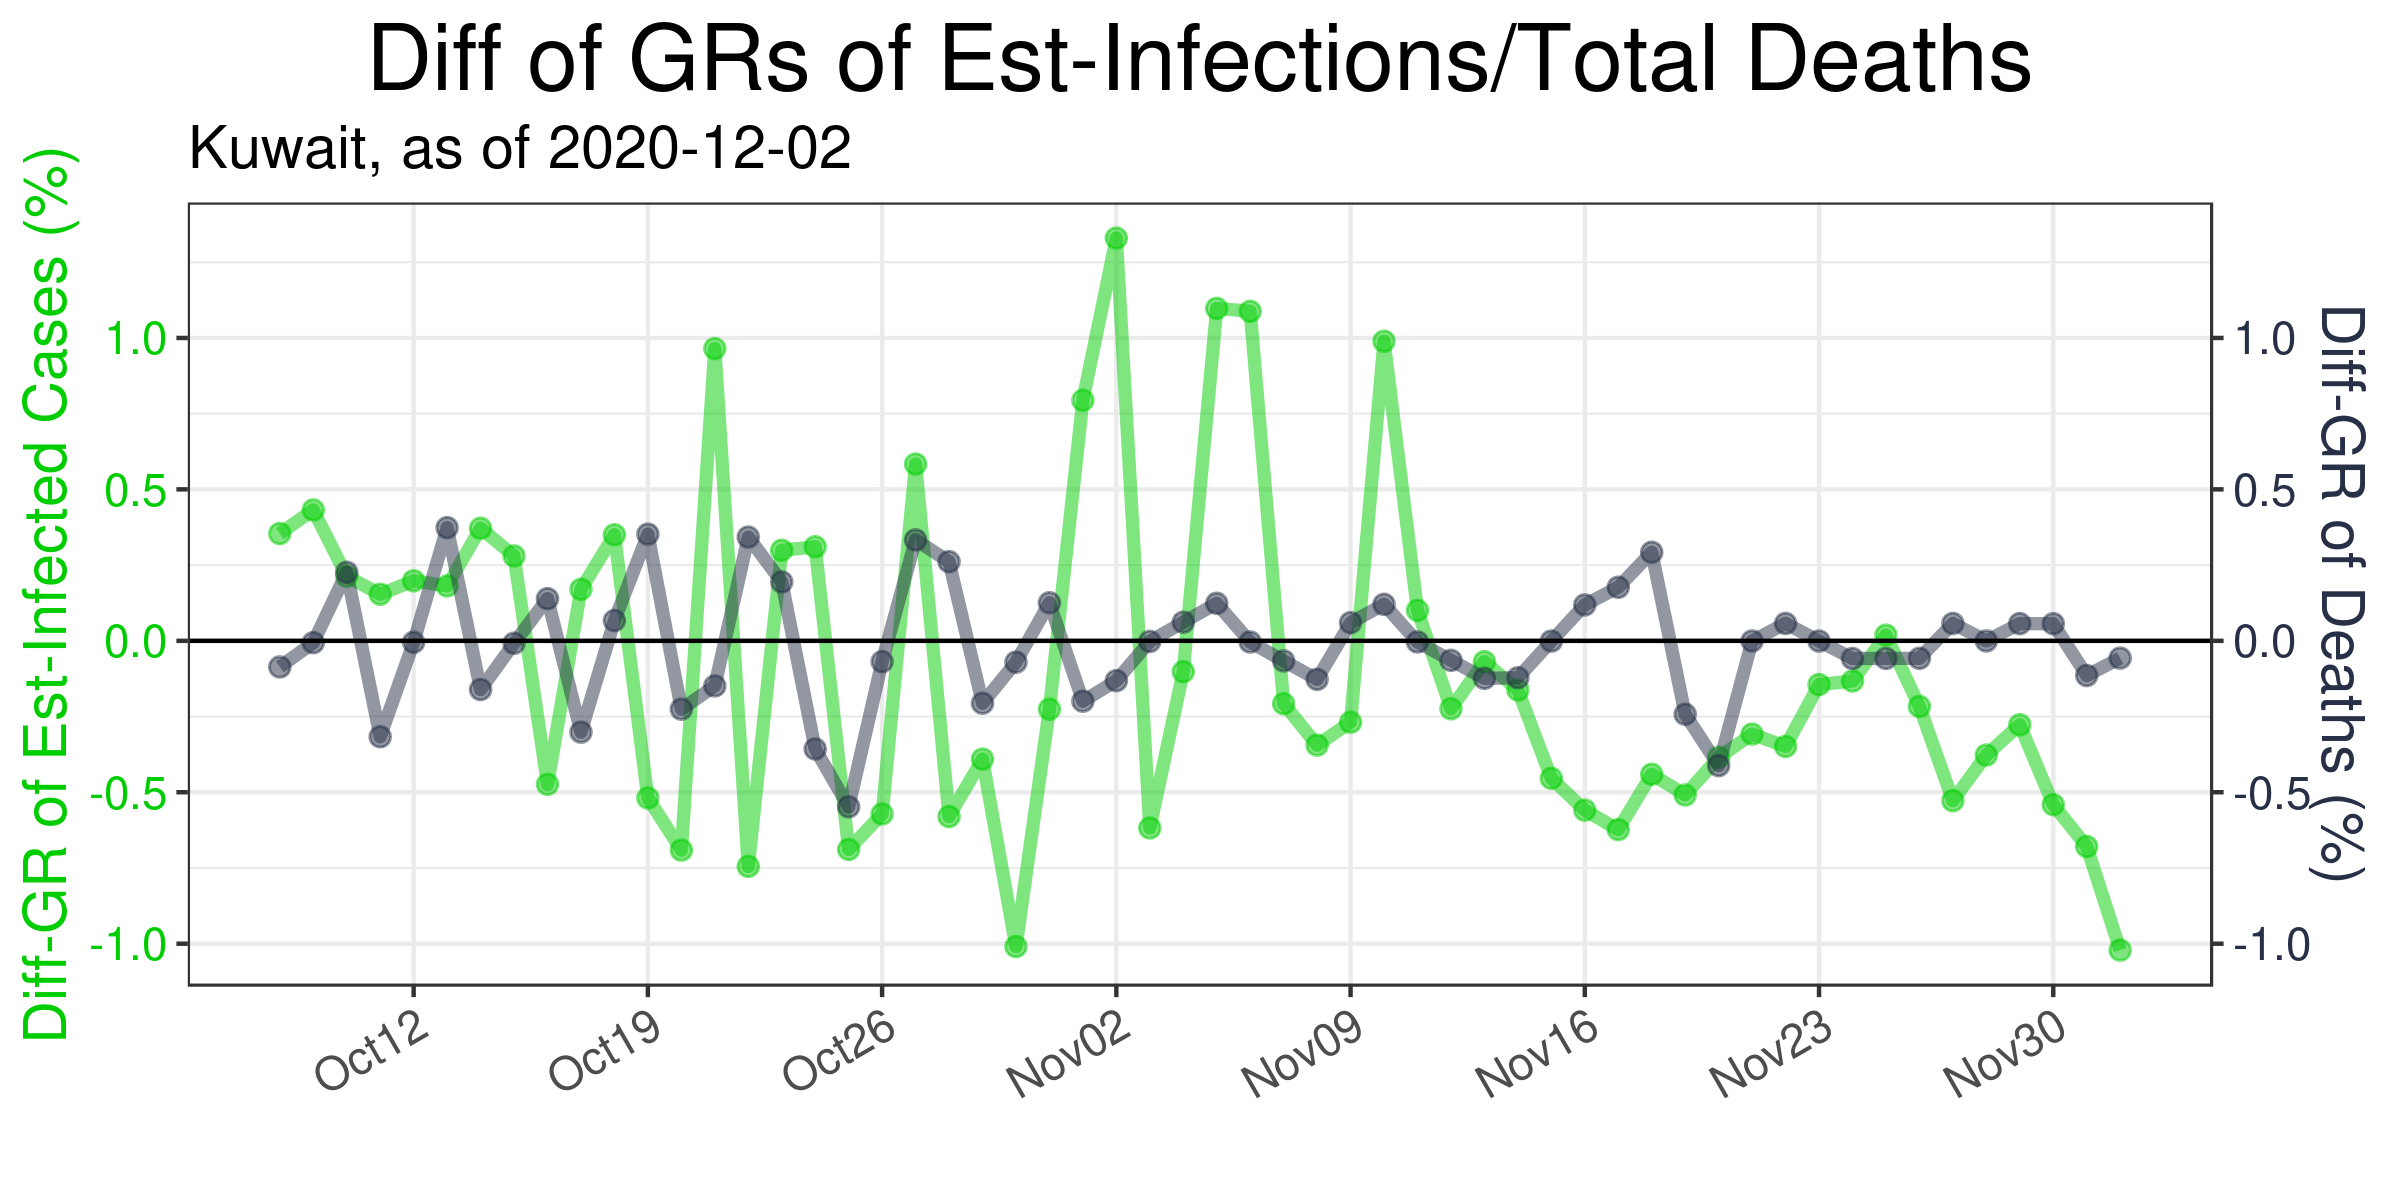 Diff of GRs of Est-Infections/Total Deaths
Kuwait, as of 2020-12-02
Diff-GR of Est-Infected Cases (%)
1.0
0.5
0.0
-0.5
-1.0
1.0
0.5
0.0
-0.5
-1.0
Diff-GR of Deaths (%)
Oct12
Oct19
Oct26
Nov02
Nov09
Nov16
Nov23
Nov30